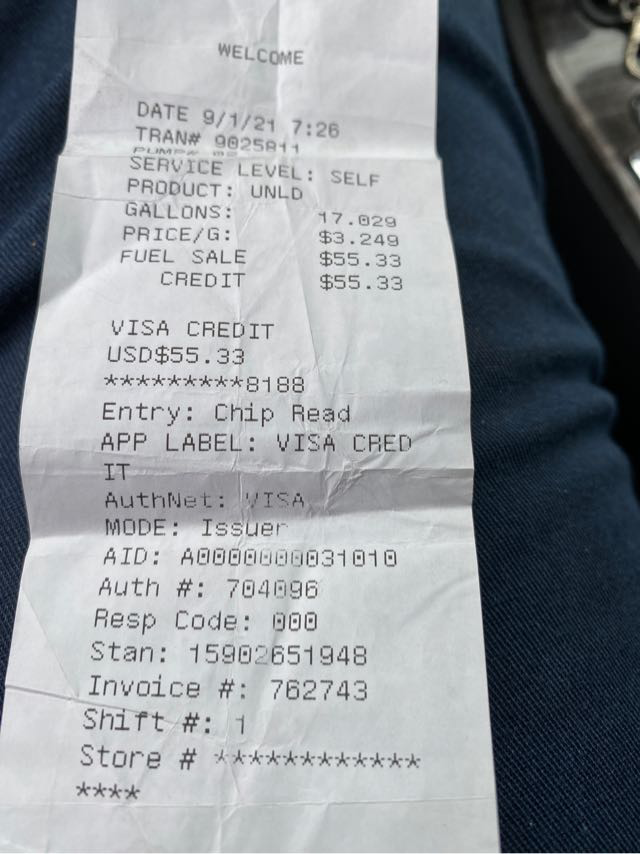 WELCOME
DATE 9/1/21 7:26
TRAN# 9025811
PUMP#
SERVICE LEVEL: SELF
PRODUCT: UNLD
GALLONS: 17.029
PRICE/G: $3.249
FUEL SALE $55.33
CREDIT $55.33
VISA CREDIT
USD$55.33
*********8188
Entry: Chip Read
APP LABEL: VISA CRED
IT
AuthNet: VISA
MODE: Issuer
AID: A0000000031010
Auth #: 704096
Resp Code: 000
Stan: 15902651948
Invoice #: 762743
Shift #: 1
Store # ************
****